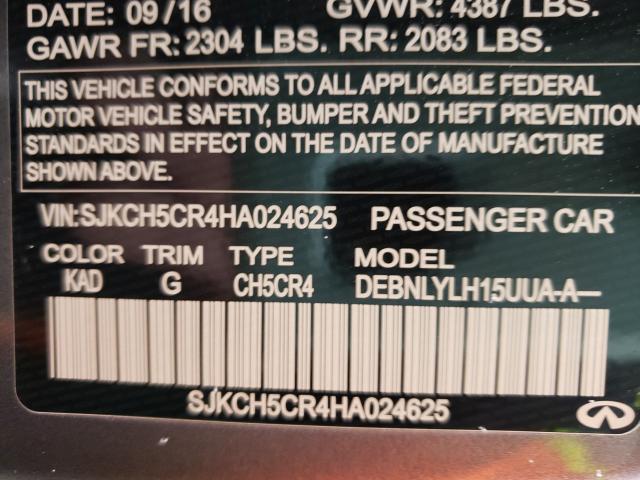 DATE: 09/16 GVWR: 4387 LBS.
GAWR FR: 2304 LBS. RR: 2083 LBS.
THIS VEHICLE CONFORMS TO ALL APPLICABLE FEDERAL
MOTOR VEHICLE SAFETY, BUMPER AND THEFT PREVENTION
STANDARDS IN EFFECT ON THE DATE OF MANUFACTURE
SHOWN ABOVE.
VIN:SJKCH5CR4HA024625 PASSENGER CAR
COLOR TRIM TYPE MODEL
KAD G CH5CR4 DEBNLYLH15UUA-A—
SJKCH5CR4HA024625